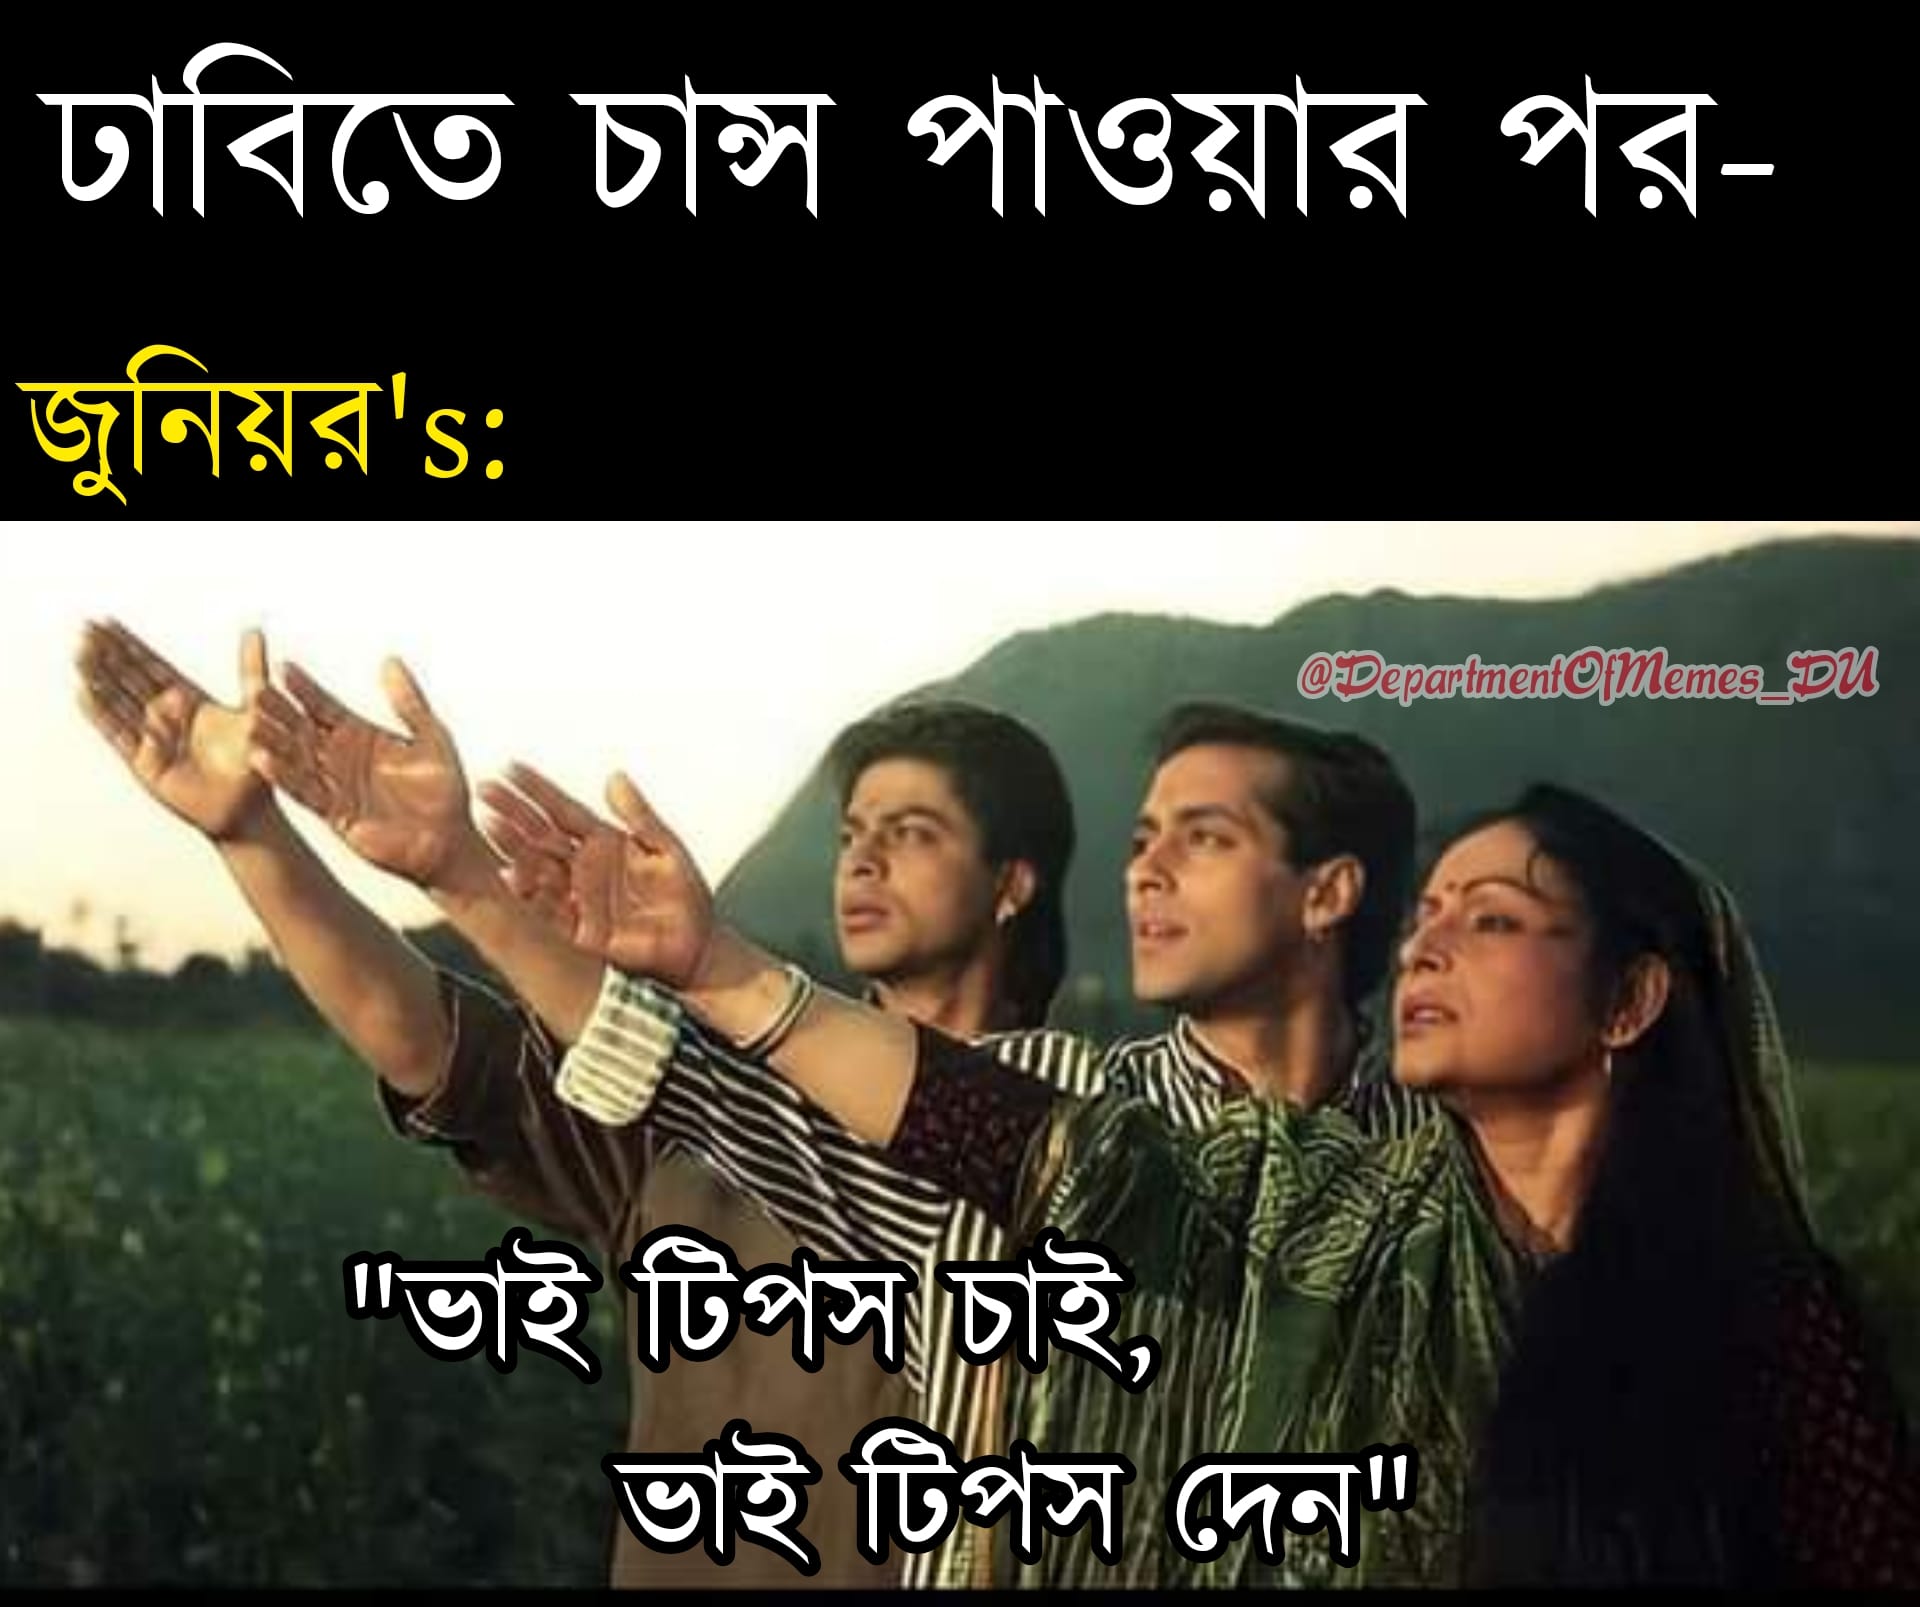 ঢাবিতে চান্স পাওয়ার পর-
জুনিয়র's:
@DepartmentOfMemes_DU
"ভাই টিপস চাই,
ভাই টিপস দেন"